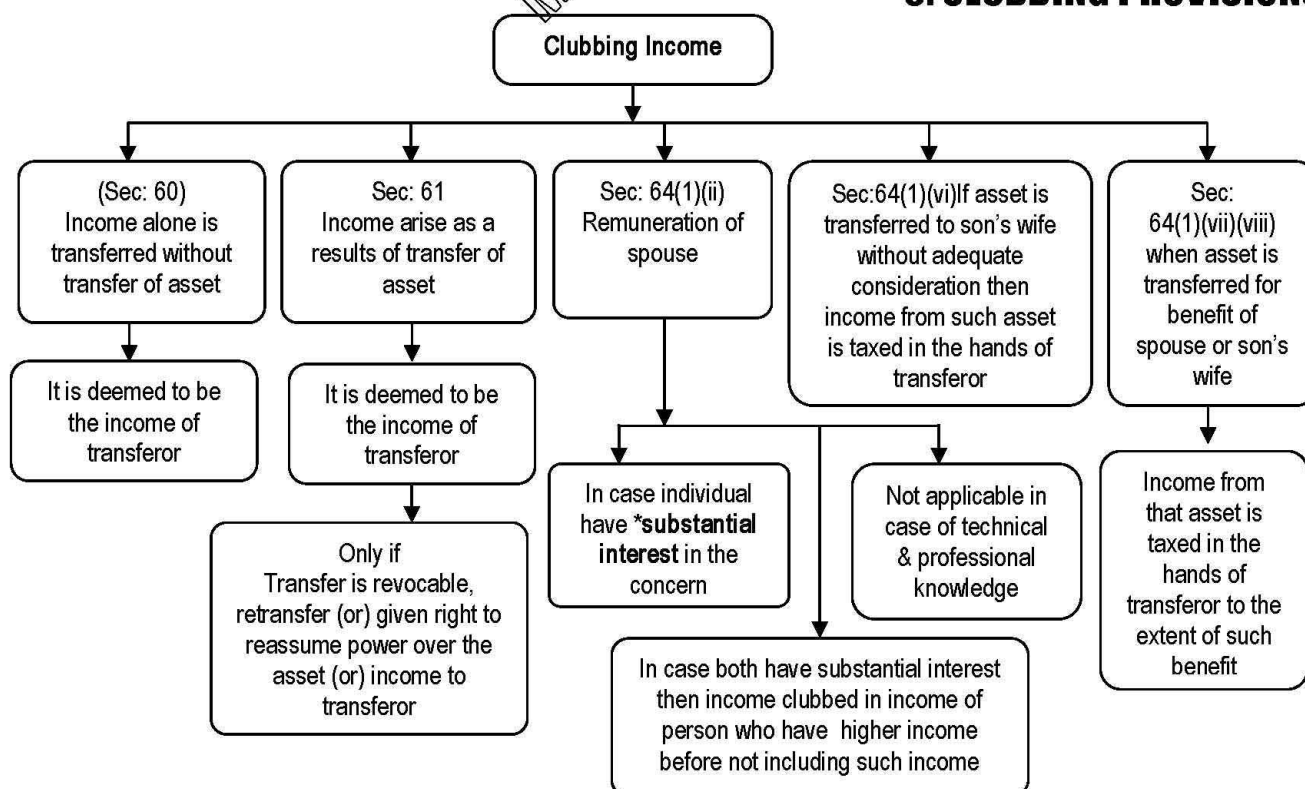 CLUBBING PROVISIONS
Clubbing Income
(Sec: 60)
Income alone is
transferred without
transfer of asset
Sec: 61
Income arise as a
results of transfer of
asset
Sec: 64(1)(ii)
Remuneration of
spouse
Sec:64(1)(vi)If asset is
transferred to son's wife
without adequate
consideration then
income from such asset
is taxed in the hands of
transferor
Sec:
64(1)(vii)(viii)
when asset is
transferred for
benefit of
spouse or son's
wife
It is deemed to be
the income of
transferor
It is deemed to be
the income of
transferor
Only if
Transfer is revocable,
retransfer (or) given right to
reassume power over the
asset (or) income to
transferor
In case individual
have *substantial
interest in the
concern
Not applicable in
case of technical
& professional
knowledge
In case both have substantial interest
then income clubbed in income of
person who have higher income
before not including such income
Income from
that asset is
taxed in the
hands of
transferor to the
extent of such
benefit